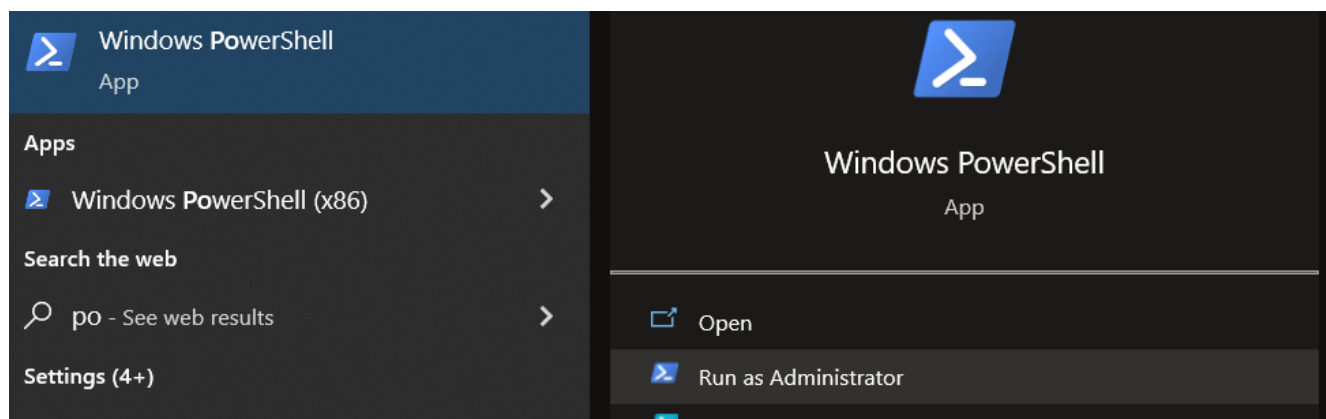 Windows PowerShell
App
Apps
Windows PowerShell (x86)
Search the web
po - See web results
Settings (4+)
Windows PowerShell
App
Open
Run as Administrator